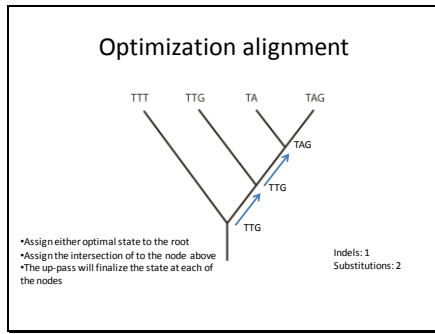 Optimization alignment
TTT TTG TA TAG
TAG
TTG
TTG
•Assign either optimal state to the root
•Assign the intersection of to the node above
•The up-pass will finalize the state at each of
the nodes
Indels: 1
Substitutions: 2